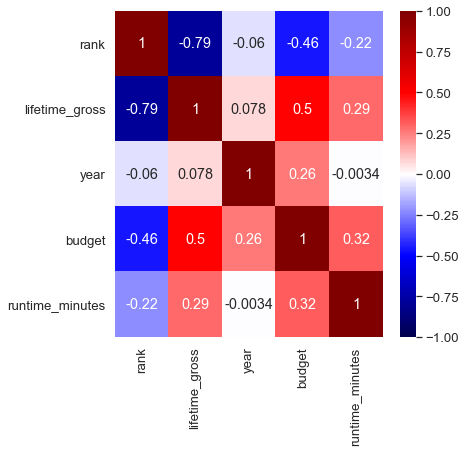 rank 1 -0.79 -0.06 -0.46 -0.22
lifetime_gross -0.79 1 0.078 0.5 0.29
year -0.06 0.078 1 0.26 -0.0034
budget -0.46 0.5 0.26 1 0.32
runtime_minutes -0.22 0.29 -0.0034 0.32 1
rank
lifetime_gross
year
budget
runtime_minutes
1.00
0.75
0.50
0.25
0.00
−0.25
−0.50
−0.75
−1.00